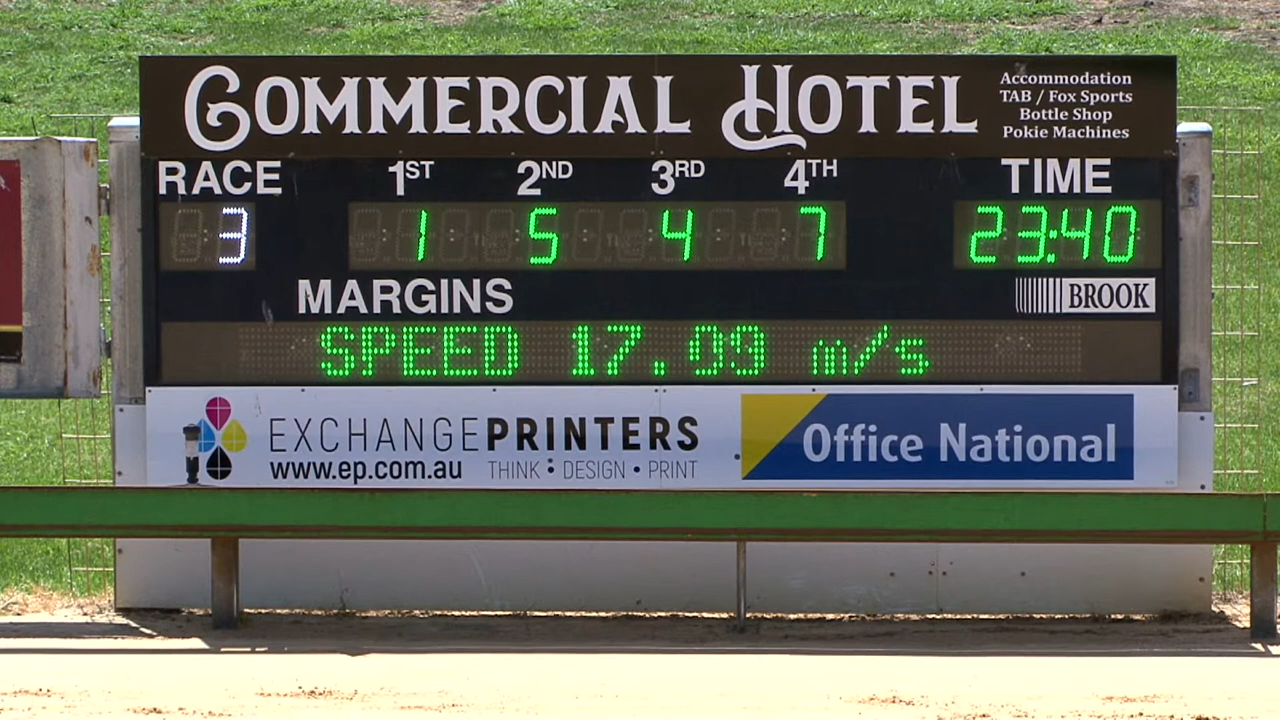 COMMERCIAL HOTEL
Accommodation
TAB / Fox Sports
Bottle Shop
Pokie Machines
RACE 1ST 2ND 3RD 4TH TIME
3 1 5 4 7 23:40
MARGINS BROOK
SPEED 17.09 m/s
EXCHANGEPRINTERS
www.ep.com.au THINK • DESIGN • PRINT
Office National